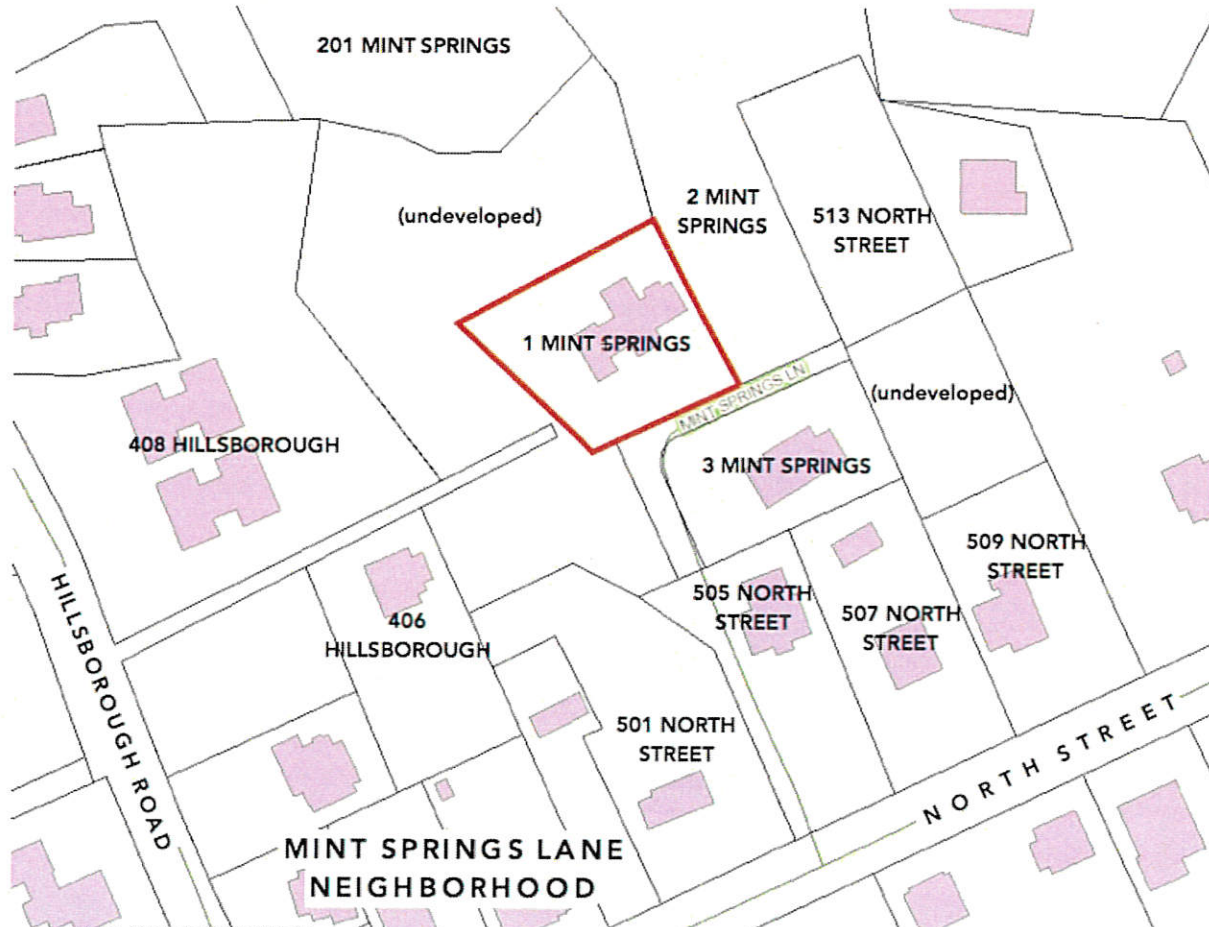 201 MINT SPRINGS
(undeveloped)
2 MINT
SPRINGS
513 NORTH
STREET
1 MINT SPRINGS
MINT SPRINGS LN
(undeveloped)
408 HILLSBOROUGH
3 MINT SPRINGS
509 NORTH
STREET
505 NORTH
STREET
507 NORTH
STREET
406
HILLSBOROUGH
HILLSBOROUGH ROAD
501 NORTH
STREET
NORTH STREET
MINT SPRINGS LANE
NEIGHBORHOOD